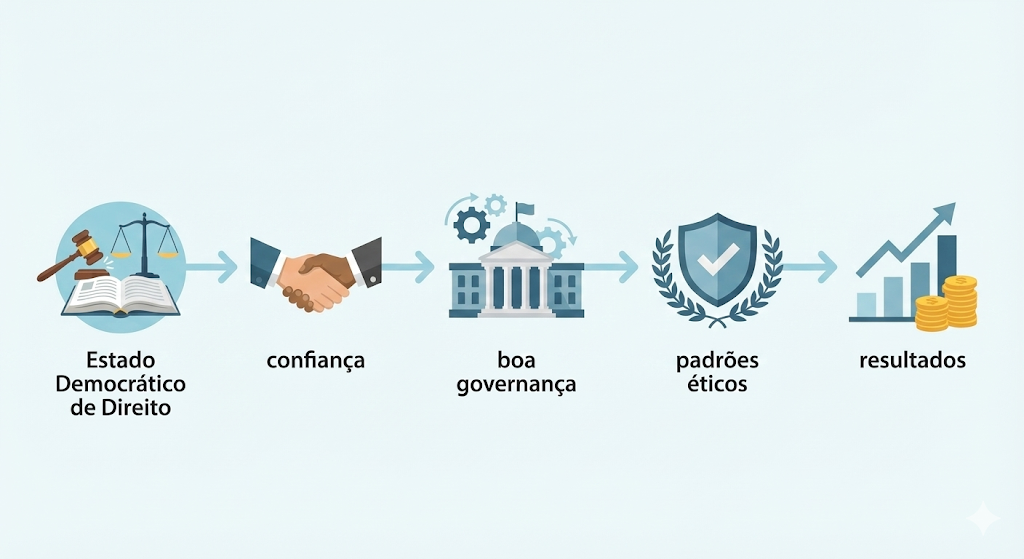 Estado
Democrático
de Direito
confiança
boa
governança
padrões
éticos
resultados